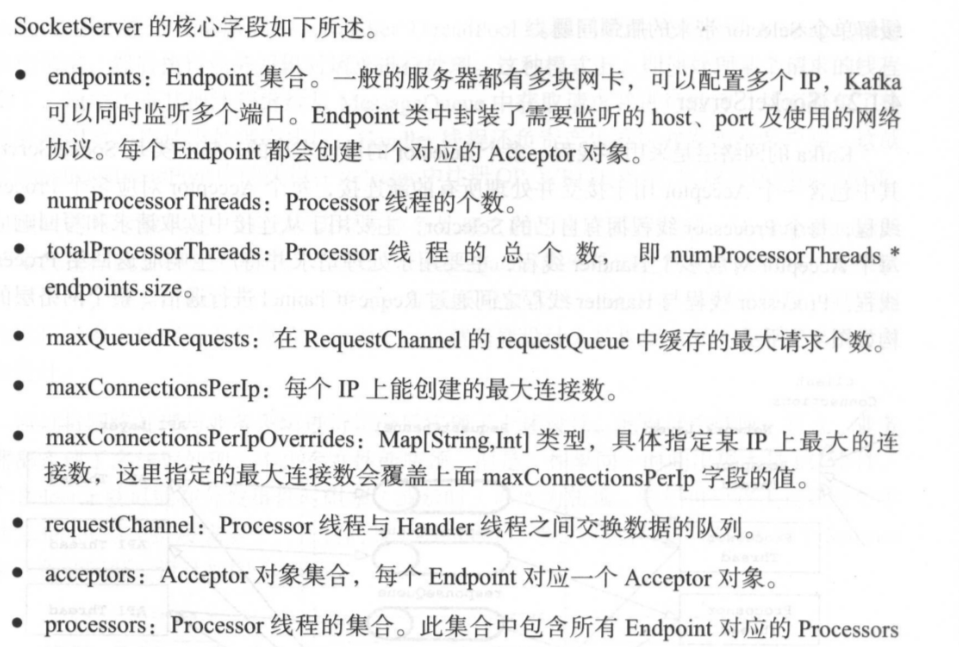 SocketServer 的核心字段如下所述。
● endpoints：Endpoint 集合。一般的服务器都有多块网卡，可以配置多个 IP，Kafka
可以同时监听多个端口。Endpoint 类中封装了需要监听的 host、port 及使用的网络
协议。每个 Endpoint 都会创建一个对应的 Acceptor 对象。
● numProcessorThreads：Processor 线程的个数。
● totalProcessorThreads：Processor 线程的总个数，即 numProcessorThreads *
endpoints.size。
● maxQueuedRequests：在 RequestChannel 的 requestQueue 中缓存的最大请求个数。
● maxConnectionsPerIp：每个 IP 上能创建的最大连接数。
● maxConnectionsPerIpOverrides：Map[String,Int] 类型，具体指定某 IP 上最大的连
接数，这里指定的最大连接数会覆盖上面 maxConnectionsPerIp 字段的值。
● requestChannel：Processor 线程与 Handler 线程之间交换数据的队列。
● acceptors：Acceptor 对象集合，每个 Endpoint 对应一个 Acceptor 对象。
● processors：Processor 线程的集合。此集合中包含所有 Endpoint 对应的 Processors